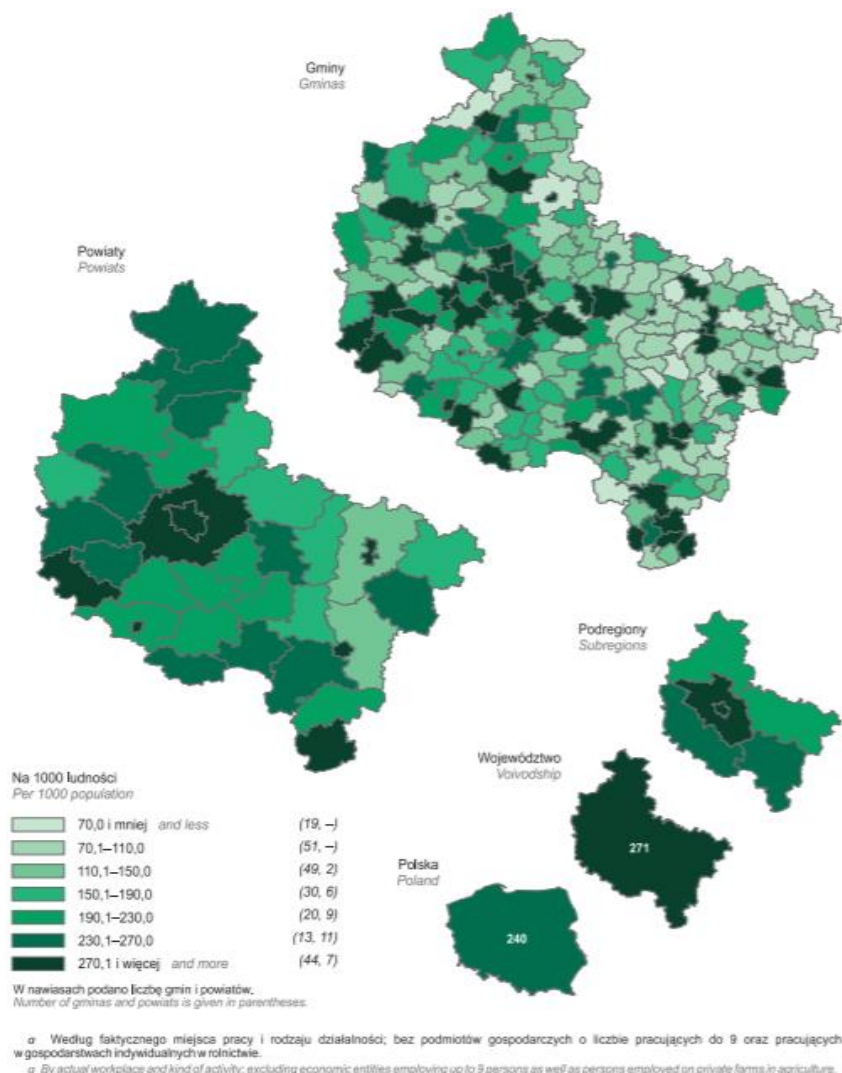 Gminy
Gminas
Powiaty
Powiats
Podregiony
Subregions
Województwo
Voivodship
271
Polska
Poland
240
Na 1000 ludności
Per 1000 population
70,0 i mniej and less (19, –)
70,1–110,0 (51, –)
110,1–150,0 (49, 2)
150,1–190,0 (30, 6)
190,1–230,0 (20, 9)
230,1–270,0 (13, 11)
270,1 i więcej and more (44, 7)
W nawiasach podano liczbę gmin i powiatów.
Number of gminas and powiats is given in parentheses.
a Według faktycznego miejsca pracy i rodzaju działalności; bez podmiotów gospodarczych o liczbie pracujących do 9 oraz pracujących
w gospodarstwach indywidualnych w rolnictwie.
a By actual workplace and kind of activity; excluding economic entities employing up to 9 persons as well as persons employed on private farms in agriculture.